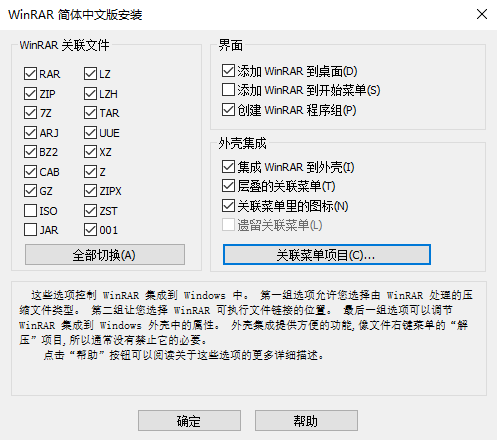 WinRAR 简体中文版安装
WinRAR 关联文件
RAR
ZIP
7Z
ARJ
BZ2
CAB
GZ
ISO
JAR
LZ
LZH
TAR
UUE
XZ
Z
ZIPX
ZST
001
全部切换(A)
界面
添加 WinRAR 到桌面(D)
添加 WinRAR 到开始菜单(S)
创建 WinRAR 程序组(P)
外壳集成
集成 WinRAR 到外壳(I)
层叠的关联菜单(T)
关联菜单里的图标(N)
遗留关联菜单(L)
关联菜单项目(C)...
这些选项控制 WinRAR 集成到 Windows 中。 第一组选项允许您选择由 WinRAR 处理的压
缩文件类型。 第二组让您选择 WinRAR 可执行文件链接的位置。 最后一组选项可以调节
WinRAR 集成到 Windows 外壳中的属性。 外壳集成提供方便的功能,像文件右键菜单的“解
压”项目,所以通常没有禁止它的必要。
点击“帮助”按钮可以阅读关于这些选项的更多详细描述。
确定
帮助